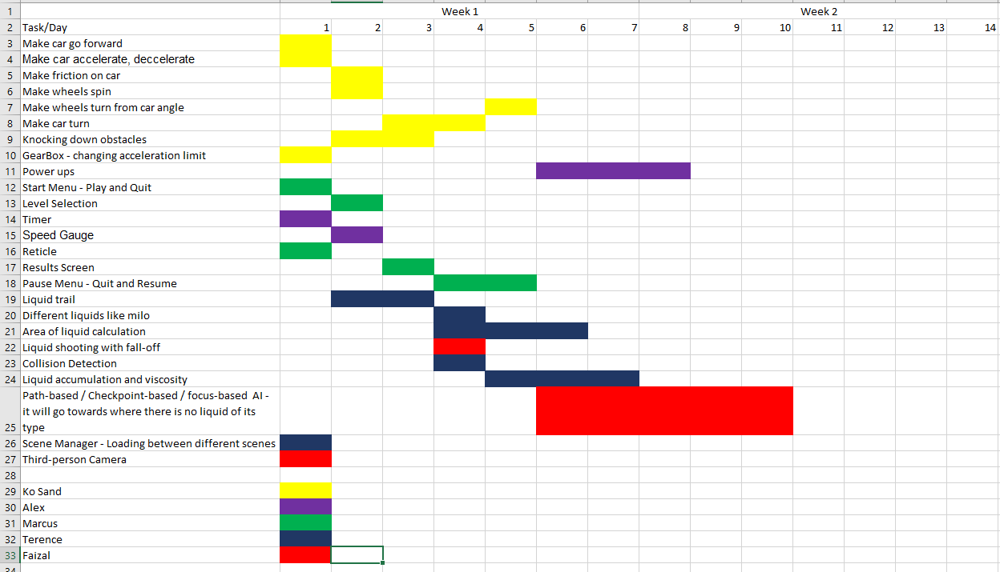 1 Week 1 Week 2
2 Task/Day 1 2 3 4 5 6 7 8 9 10 11 12 13 14
3 Make car go forward
4 Make car accelerate, deccelerate
5 Make friction on car
6 Make wheels spin
7 Make wheels turn from car angle
8 Make car turn
9 Knocking down obstacles
10 GearBox - changing acceleration limit
11 Power ups
12 Start Menu - Play and Quit
13 Level Selection
14 Timer
15 Speed Gauge
16 Reticle
17 Results Screen
18 Pause Menu - Quit and Resume
19 Liquid trail
20 Different liquids like milo
21 Area of liquid calculation
22 Liquid shooting with fall-off
23 Collision Detection
24 Liquid accumulation and viscosity
Path-based / Checkpoint-based / focus-based  AI -
it will go towards where there is no liquid of its
25 type
26 Scene Manager - Loading between different scenes
27 Third-person Camera
28
29 Ko Sand
30 Alex
31 Marcus
32 Terence
33 Faizal
34